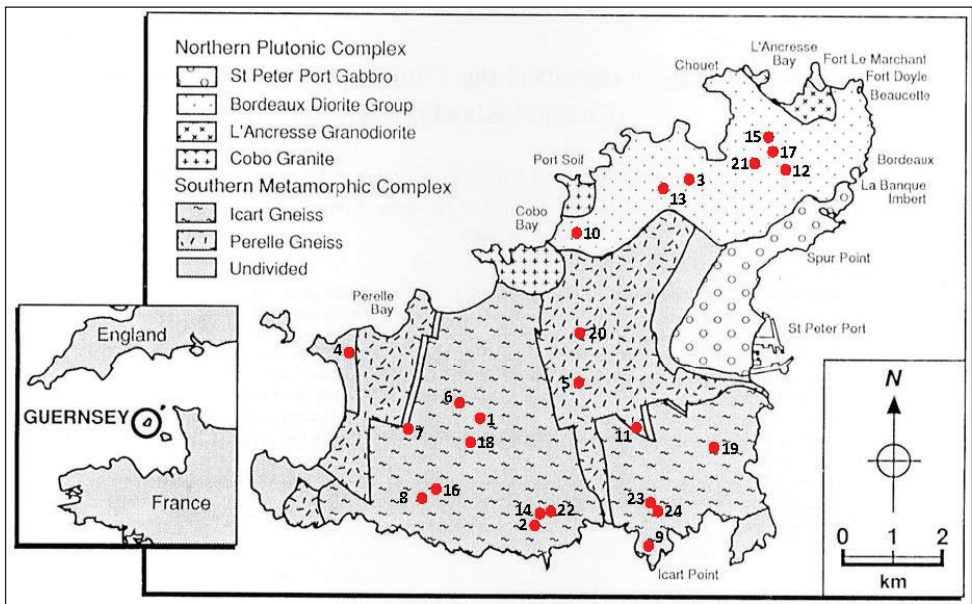 Northern Plutonic Complex
St Peter Port Gabbro
Bordeaux Diorite Group
L'Ancresse Granodiorite
Cobo Granite
Southern Metamorphic Complex
Icart Gneiss
Perelle Gneiss
Undivided
L'Ancresse
Bay
Fort Le Marchant
Fort Doyle
Beaucette
Chouet
Bordeaux
La Banque
Imbert
Port Soif
Cobo
Bay
Spur Point
Perelle
Bay
St Peter Port
Icart Point
15
17
21
12
3
13
10
20
4
5
6
1
7
11
18
19
16
8
23
14
22
24
2
9
England
GUERNSEY
France
N
0 1 2
km